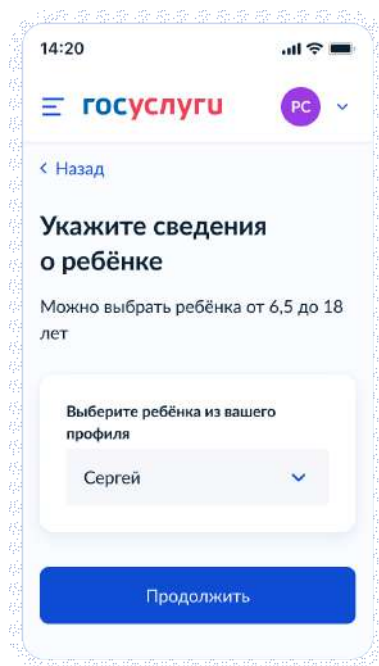 14:20
госуслуги
РС
Назад
Укажите сведения
о ребёнке
Можно выбрать ребёнка от 6,5 до 18
лет
Выберите ребёнка из вашего
профиля
Сергей
Продолжить